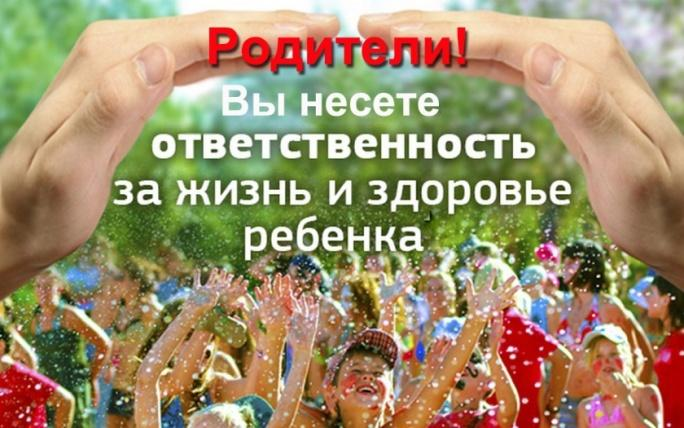 Родители!
Вы несете
ответственность
за жизнь и здоровье
ребенка